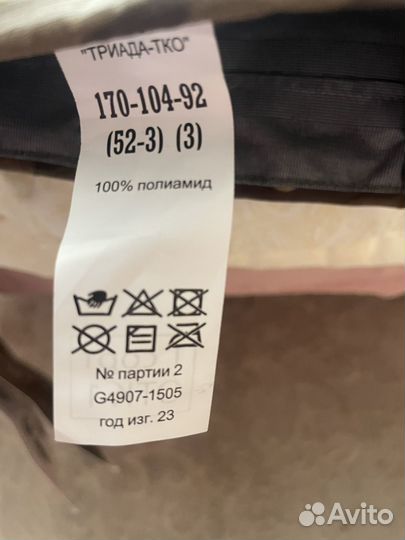 "ТРИАДА-ТКО"
170-104-92
(52-3) (3)
100% полиамид
№ партии 2
G4907-1505
год изг. 23
Avito